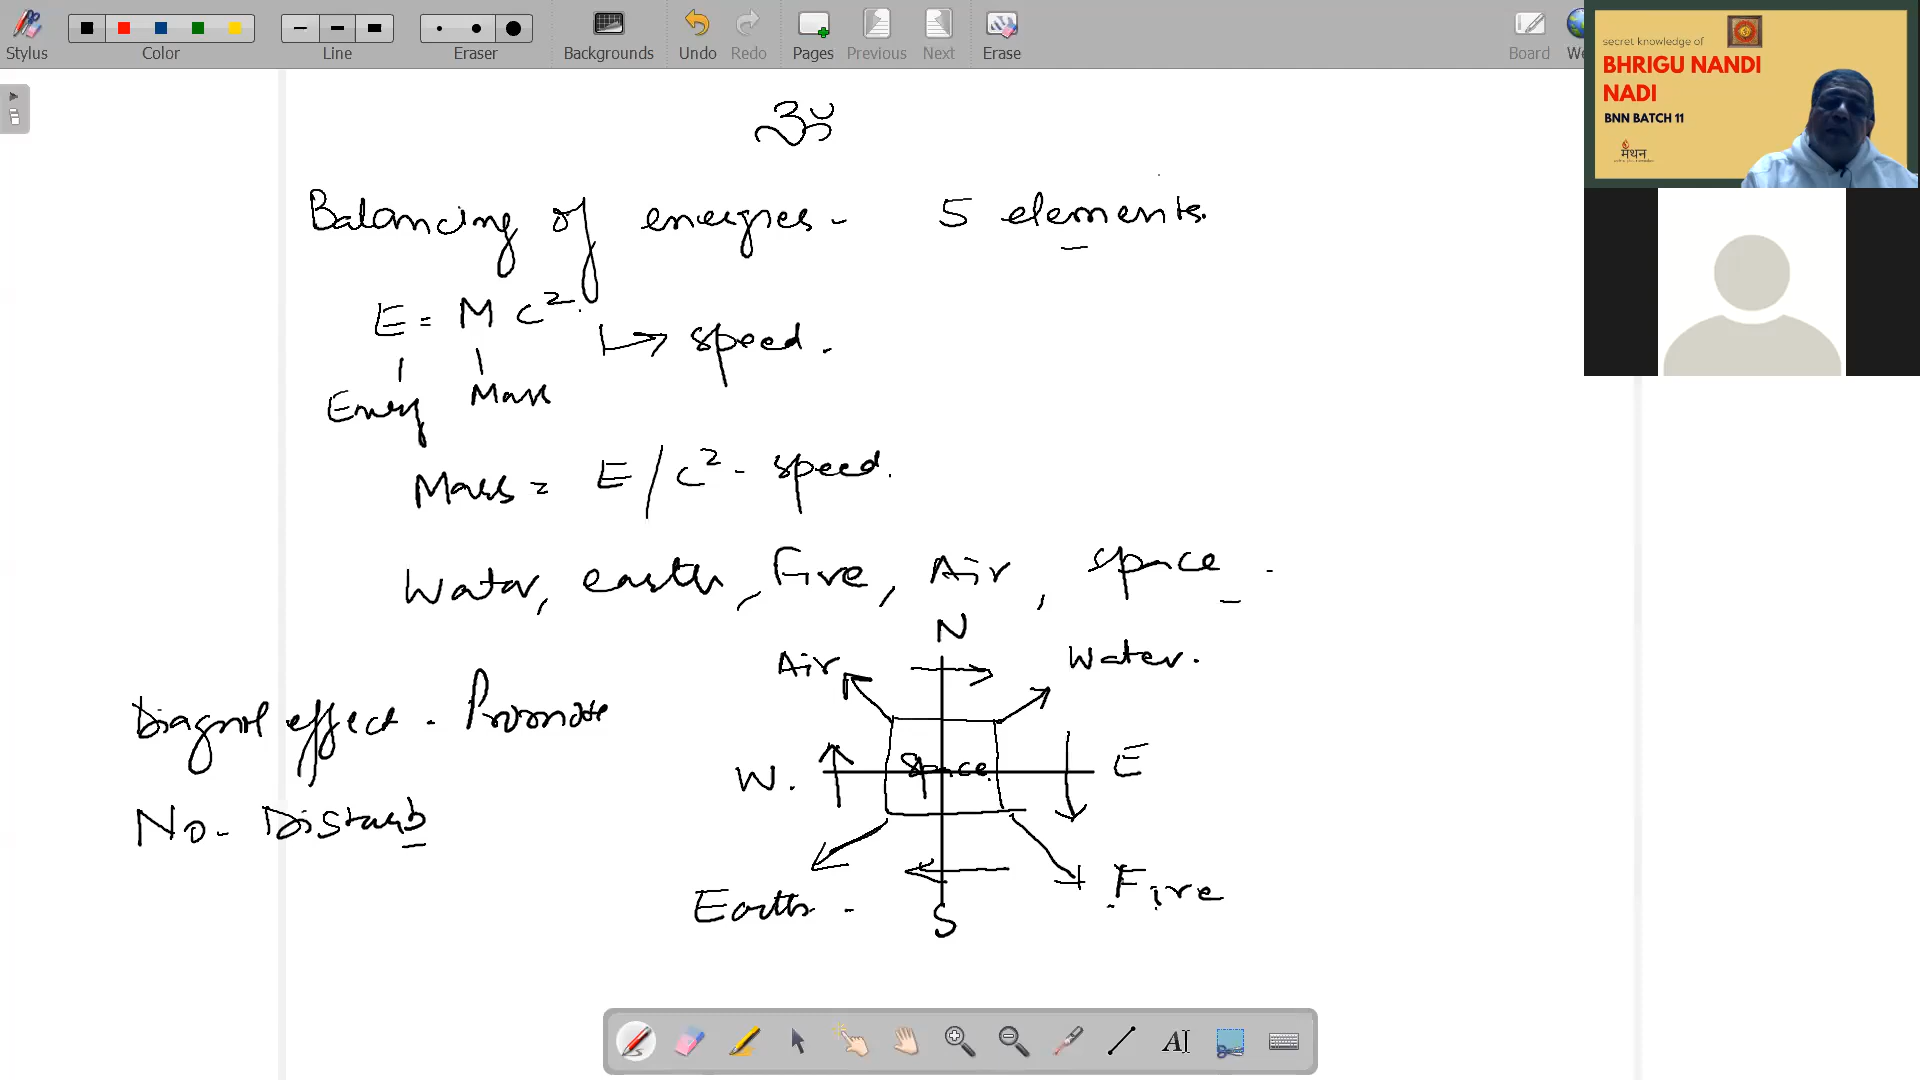 Stylus Color Line Eraser Backgrounds Undo Redo Pages Previous Next Erase Board
secret knowledge of
BHRIGU NANDI
NADI
BNN BATCH 11
मंथन
ॐ
Balancing of energies - 5 elements.
E = M c²
↳ speed.
Energy Mass
Mass = E / c² - speed.
Water, earth, Fire, Air, space -
N
Air Water.
Diagnol effect - Promote
W. space E
No - Disturb
Earth - Fire
S